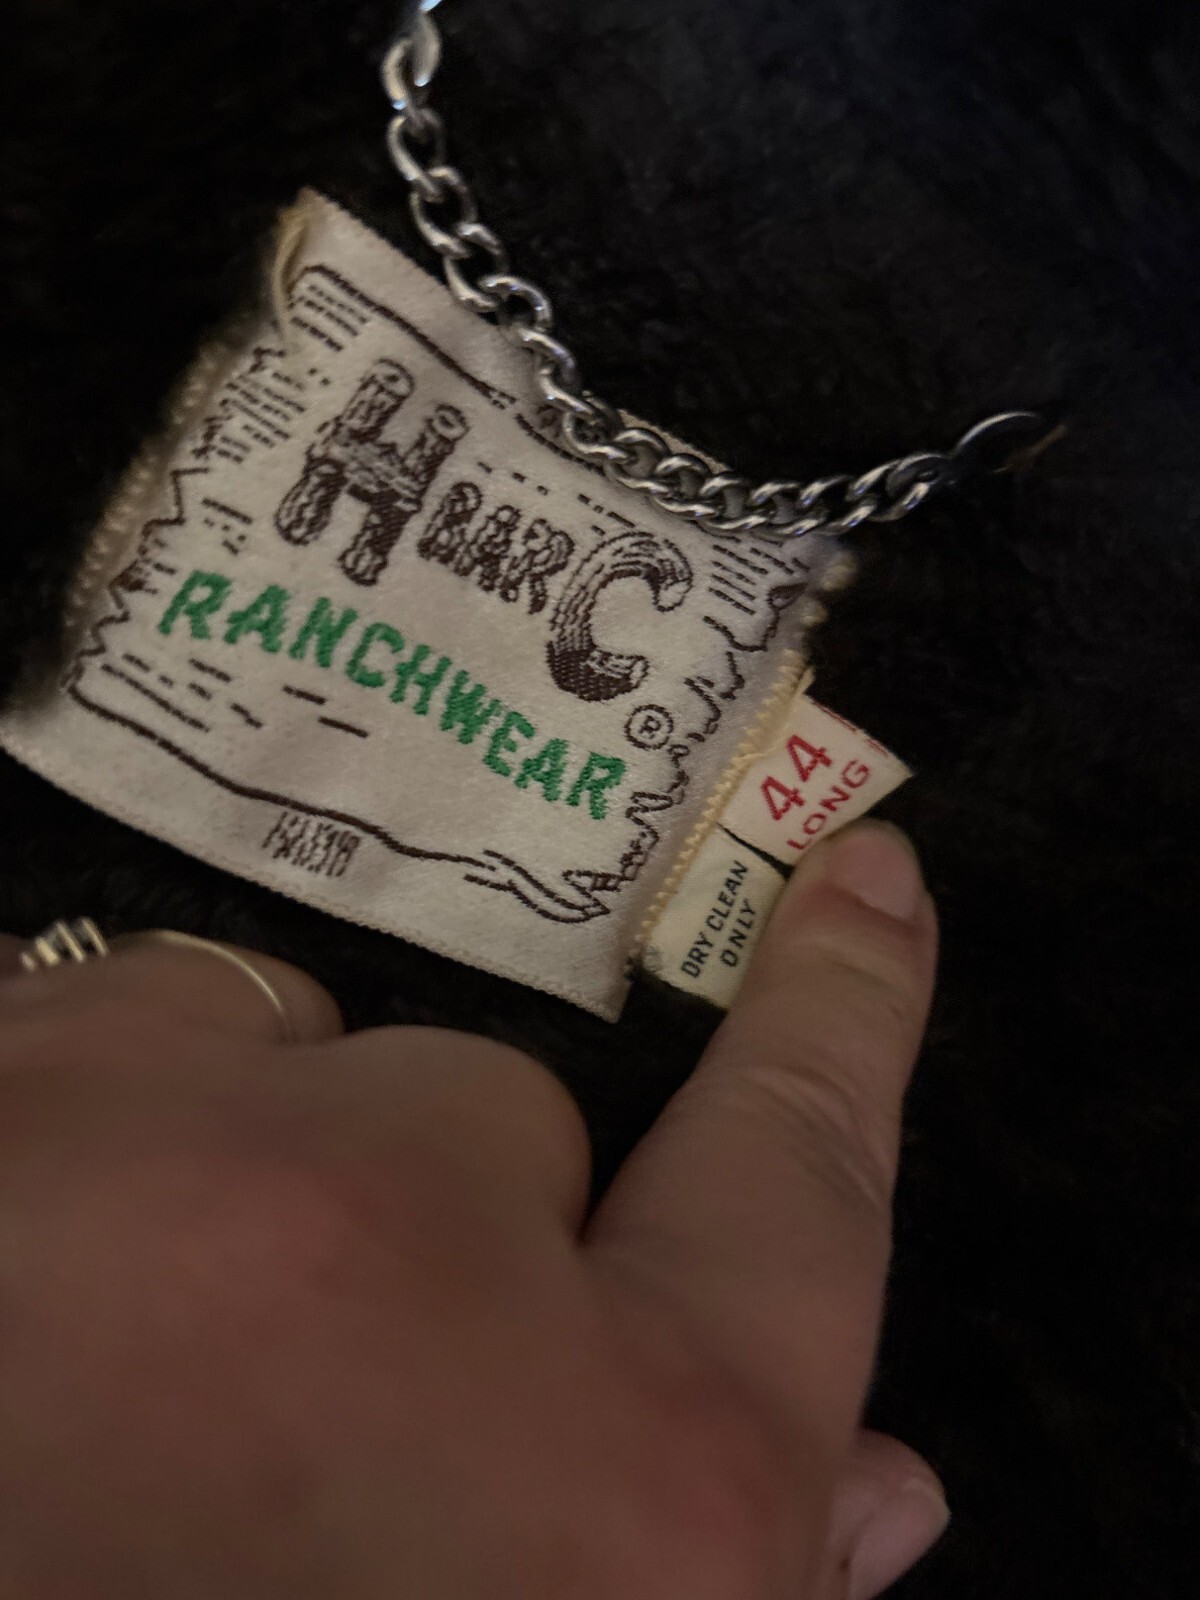 H BAR C
RANCHWEAR
®
44
LONG
DRY CLEAN
ONLY